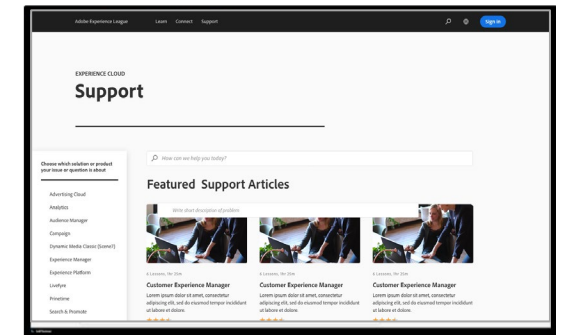 Adobe Experience League Learn Connect Support Sign in
EXPERIENCE CLOUD
Support
Choose which solution or product
your issue or question is about
Advertising Cloud
Analytics
Audience Manager
Campaign
Dynamic Media Classic (Scene7)
Experience Manager
Experience Platform
Livefyre
Primetime
Search & Promote
How can we help you today?
Featured Support Articles
Write short description of problem
6 Lessons, 1hr 35m
Customer Experience Manager
Lorem ipsum dolor sit amet, consectetur
adipiscing elit, sed do eiusmod tempor incididunt
ut labore et dolore.
6 Lessons, 1hr 35m
Customer Experience Manager
Lorem ipsum dolor sit amet, consectetur
adipiscing elit, sed do eiusmod tempor incididunt
ut labore et dolore.
6 Lessons, 1hr 35m
Customer Experience Manager
Lorem ipsum dolor sit amet, consectetur
adipiscing elit, sed do eiusmod tempor incididunt
ut labore et dolore.